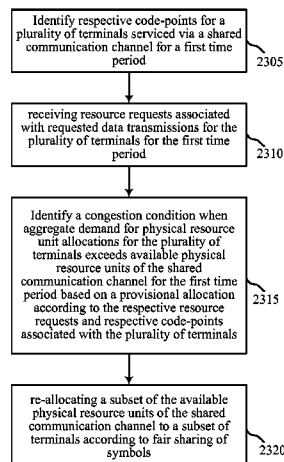 Identify respective code-points for a
plurality of terminals serviced via a shared
communication channel for a first time
period
2305
receiving resource requests associated
with requested data transmissions for the
plurality of terminals for the first time
period
2310
Identify a congestion condition when
aggregate demand for physical resource
unit allocations for the plurality of
terminals exceeds available physical
resource units of the shared
communication channel for the first time
period based on a provisional allocation
according to the respective resource
requests and respective code-points
associated with the plurality of terminals
2315
re-allocating a subset of the available
physical resource units of the shared
communication channel to a subset of
terminals according to fair sharing of
symbols
2320